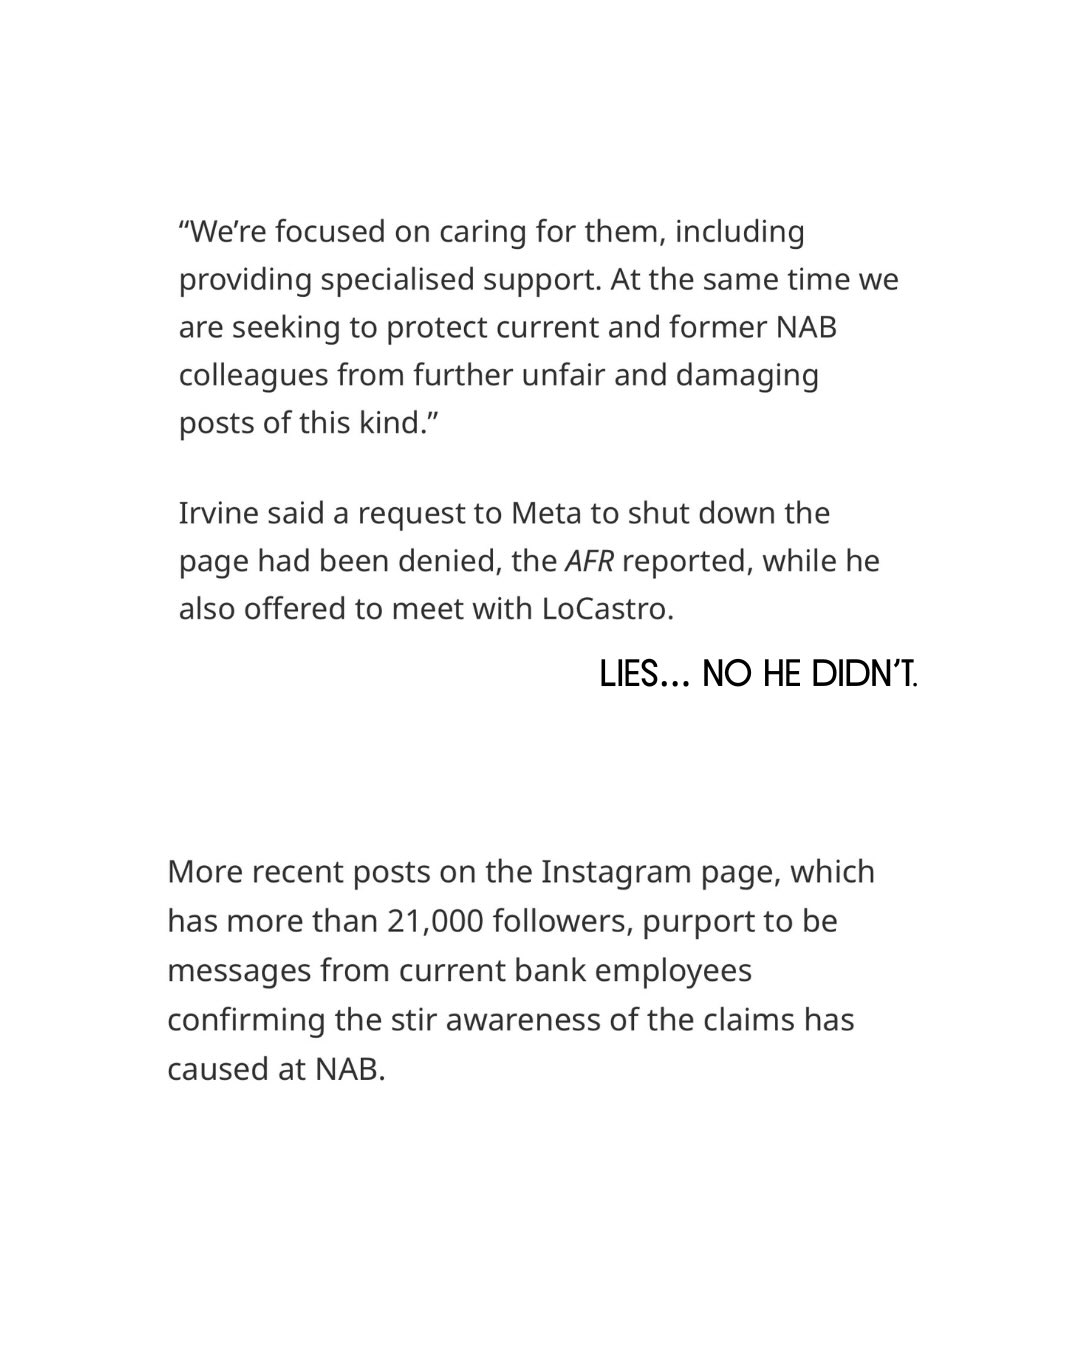 “We’re focused on caring for them, including
providing specialised support. At the same time we
are seeking to protect current and former NAB
colleagues from further unfair and damaging
posts of this kind.”
Irvine said a request to Meta to shut down the
page had been denied, the AFR reported, while he
also offered to meet with LoCastro.
LIES... NO HE DIDN’T.
More recent posts on the Instagram page, which
has more than 21,000 followers, purport to be
messages from current bank employees
confirming the stir awareness of the claims has
caused at NAB.